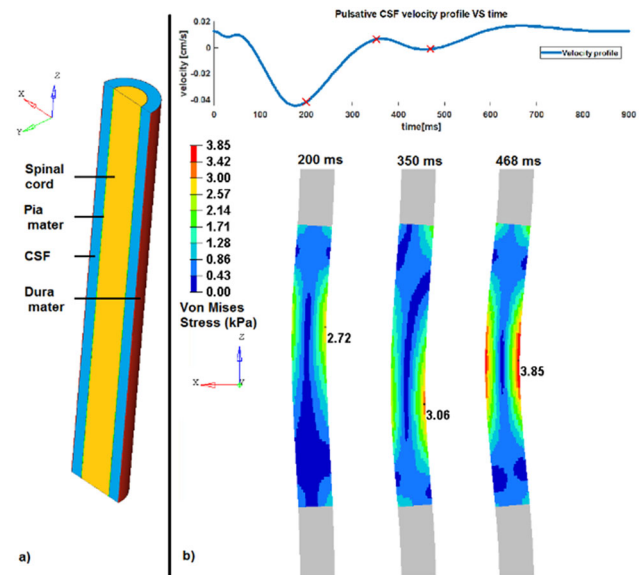 Pulsative CSF velocity profile VS time
velocity[cm/s]
0.02
0
-0.02
-0.04
Velocity profile
0 100 200 300 400 500 600 700 800 900
time[ms]
Z
X
Y
Spinal
cord
Pia
mater
CSF
Dura
mater
a)
3.85
3.42
3.00
2.57
2.14
1.71
1.28
0.86
0.43
0.00
Von Mises
Stress (kPa)
Z
X
Y
200 ms 350 ms 468 ms
2.72
3.06
3.85
b)